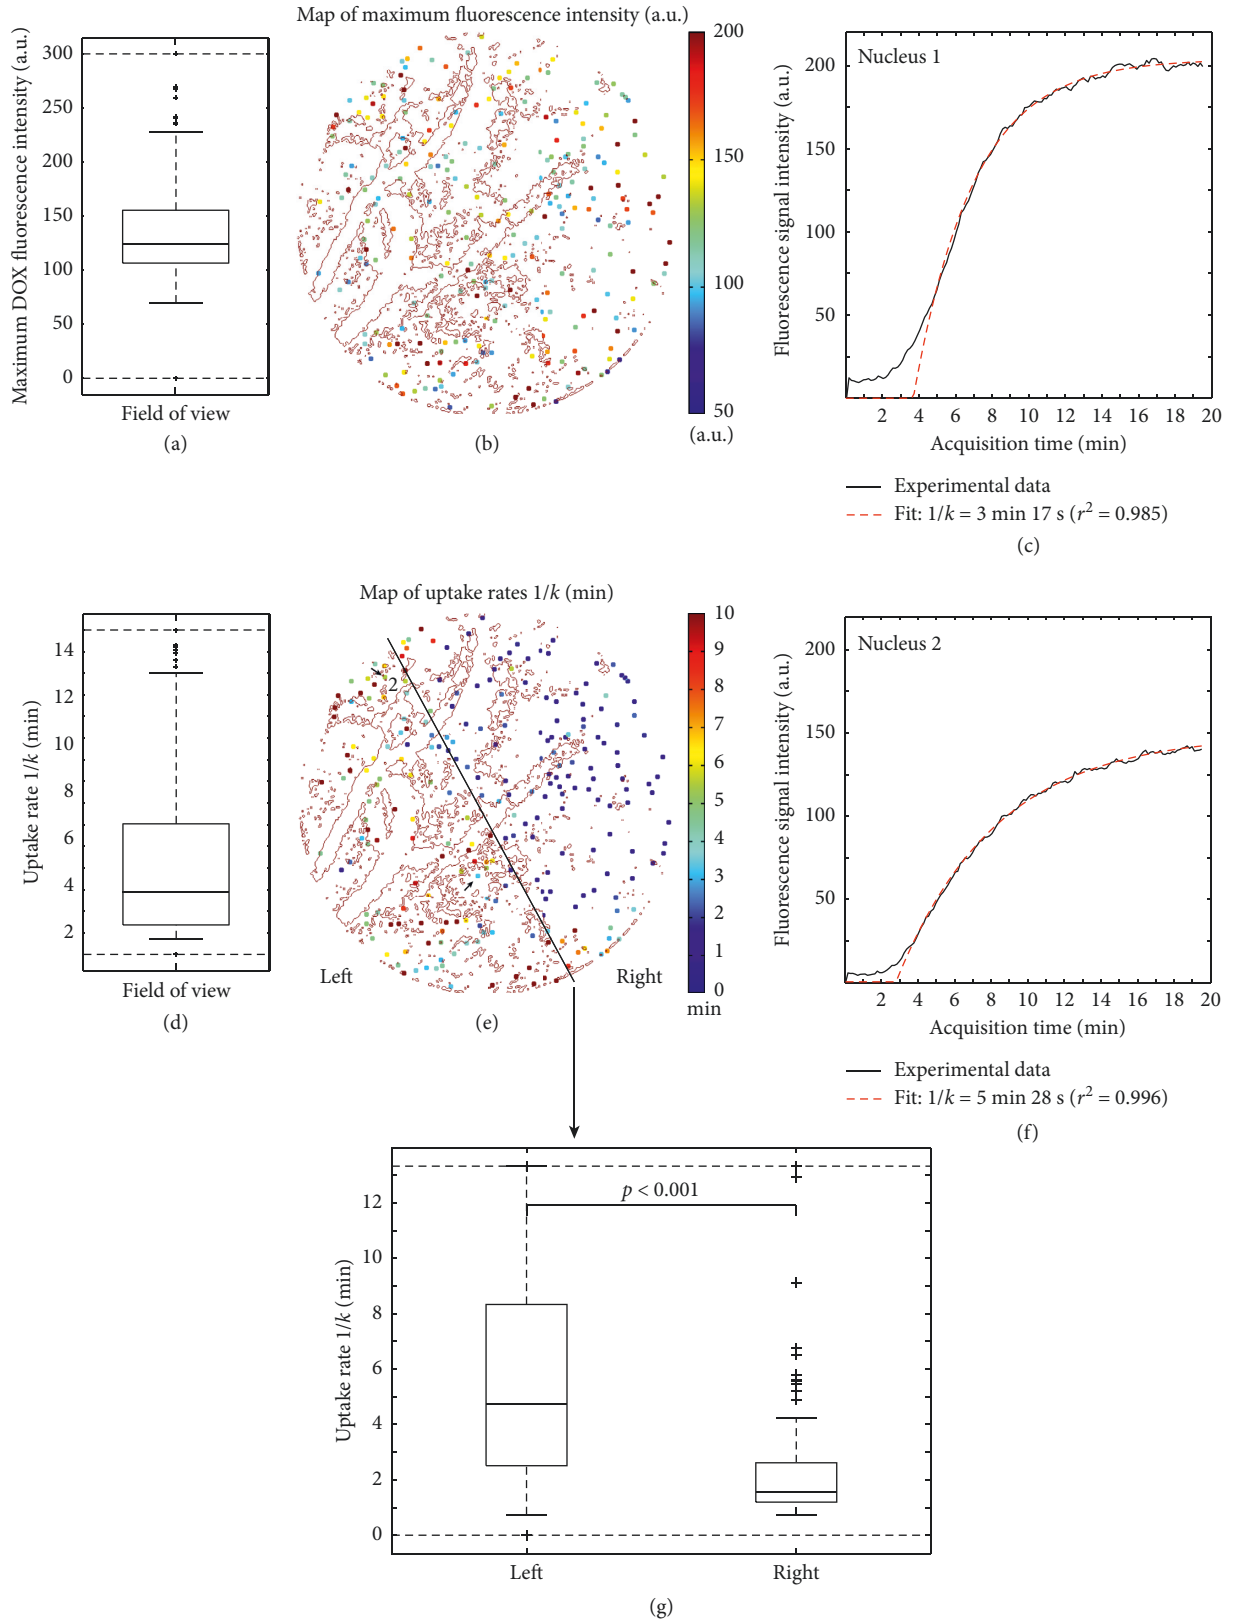 Maximum DOX fluorescence intensity (a.u.)
300
250
200
150
100
50
0
Field of view
(a)
Map of maximum fluorescence intensity (a.u.)
200
150
100
50
(a.u.)
(b)
Fluorescence signal intensity (a.u.)
Nucleus 1
200
150
200
50
2 4 6 8 10 12 14 16 18 20
Acquisition time (min)
Experimental data
Fit: 1/k = 3 min 17 s (r² = 0.985)
(c)
Uptake rate 1/k (min)
14
12
10
8
6
4
2
Field of view
(d)
Map of uptake rates 1/k (min)
2
Left
Right
10
9
8
7
6
5
4
3
2
1
0
min
(e)
Fluorescence signal intensity (a.u.)
Nucleus 2
200
150
100
50
2 4 6 8 10 12 14 16 18 20
Acquisition time (min)
Experimental data
Fit: 1/k = 5 min 28 s (r² = 0.996)
(f)
Uptake rate 1/k (min)
12
10
8
6
4
2
0
p < 0.001
Left
Right
(g)